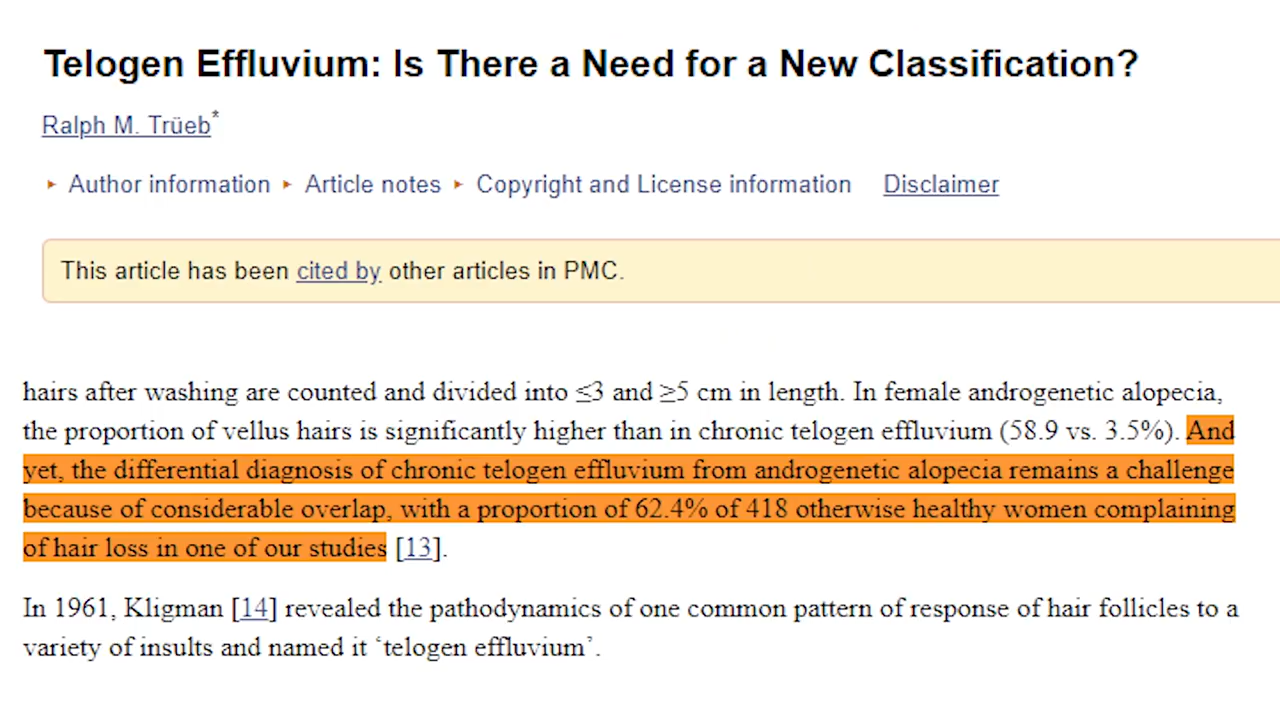 Telogen Effluvium: Is There a Need for a New Classification?
Ralph M. Trüeb*
▸ Author information ▸ Article notes ▸ Copyright and License information Disclaimer
This article has been cited by other articles in PMC.
hairs after washing are counted and divided into ≤3 and ≥5 cm in length. In female androgenetic alopecia,
the proportion of vellus hairs is significantly higher than in chronic telogen effluvium (58.9 vs. 3.5%). And
yet, the differential diagnosis of chronic telogen effluvium from androgenetic alopecia remains a challenge
because of considerable overlap, with a proportion of 62.4% of 418 otherwise healthy women complaining
of hair loss in one of our studies [13].
In 1961, Kligman [14] revealed the pathodynamics of one common pattern of response of hair follicles to a
variety of insults and named it ‘telogen effluvium’.